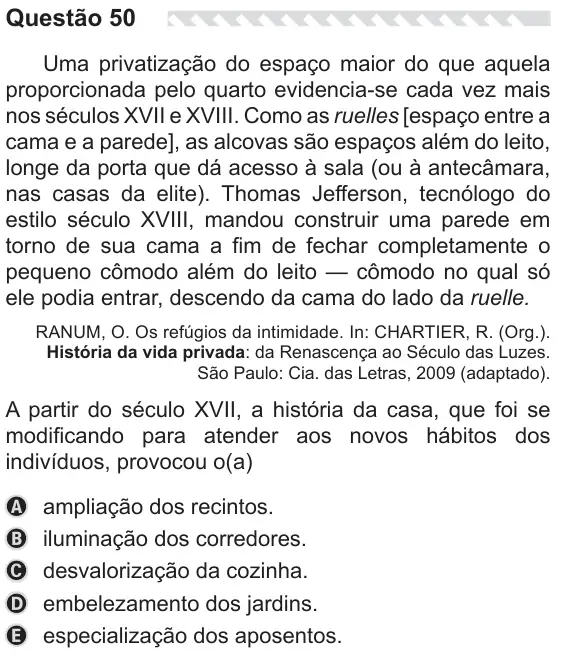 Questão 50
Uma privatização do espaço maior do que aquela
proporcionada pelo quarto evidencia-se cada vez mais
nos séculos XVII e XVIII. Como as ruelles [espaço entre a
cama e a parede], as alcovas são espaços além do leito,
longe da porta que dá acesso à sala (ou à antecâmara,
nas casas da elite). Thomas Jefferson, tecnólogo do
estilo século XVIII, mandou construir uma parede em
torno de sua cama a fim de fechar completamente o
pequeno cômodo além do leito — cômodo no qual só
ele podia entrar, descendo da cama do lado da ruelle.
RANUM, O. Os refúgios da intimidade. In: CHARTIER, R. (Org.).
História da vida privada: da Renascença ao Século das Luzes.
São Paulo: Cia. das Letras, 2009 (adaptado).
A partir do século XVII, a história da casa, que foi se
modificando para atender aos novos hábitos dos
indivíduos, provocou o(a)
A ampliação dos recintos.
B iluminação dos corredores.
C desvalorização da cozinha.
D embelezamento dos jardins.
E especialização dos aposentos.